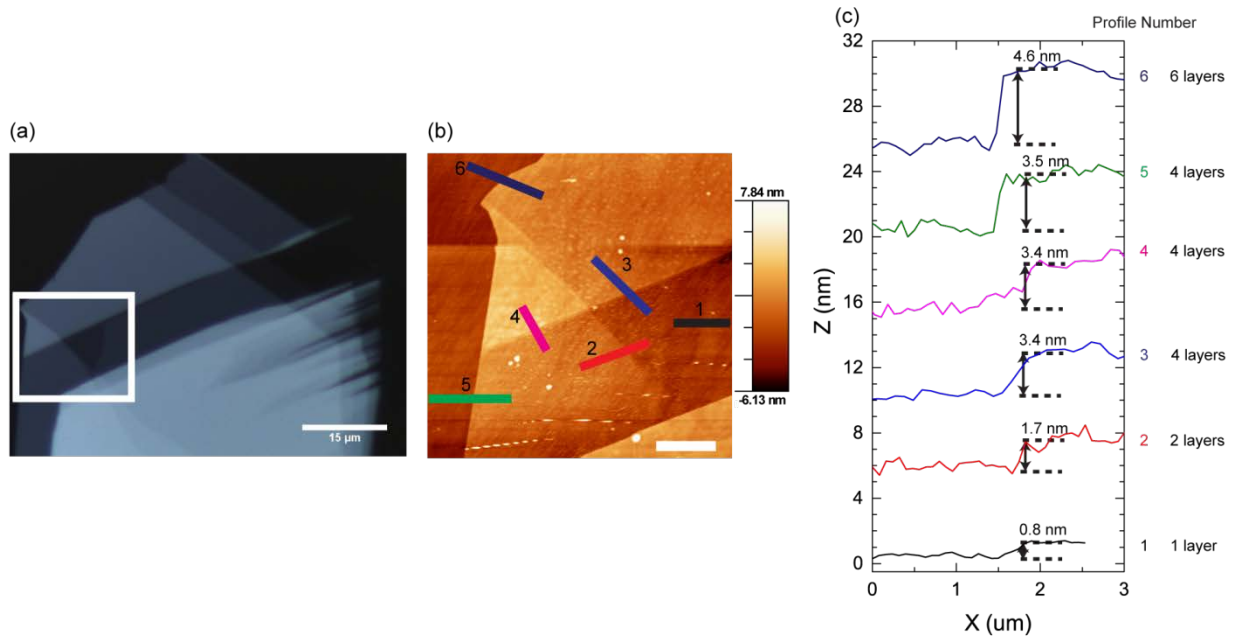 (a)
15 µm
(b)
6
3
1
4
2
5
7.84 nm
-6.13 nm
(c)
Profile Number
32
28
24
20
16
12
8
4
0
Z (nm)
0 1 2 3
X (um)
4.6 nm
6 6 layers
3.5 nm
5 4 layers
3.4 nm
4 4 layers
3.4 nm
3 4 layers
1.7 nm
2 2 layers
0.8 nm
1 1 layer